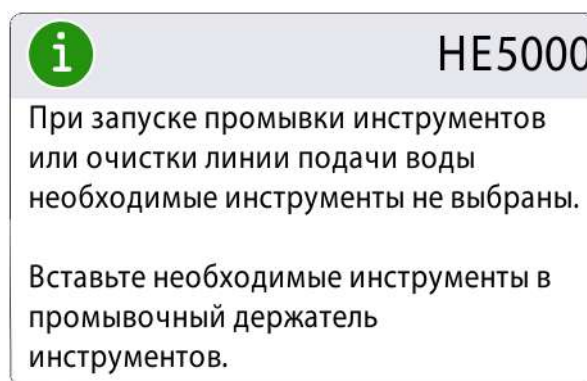 i
HE5000
При запуске промывки инструментов
или очистки линии подачи воды
необходимые инструменты не выбраны.
Вставьте необходимые инструменты в
промывочный держатель
инструментов.